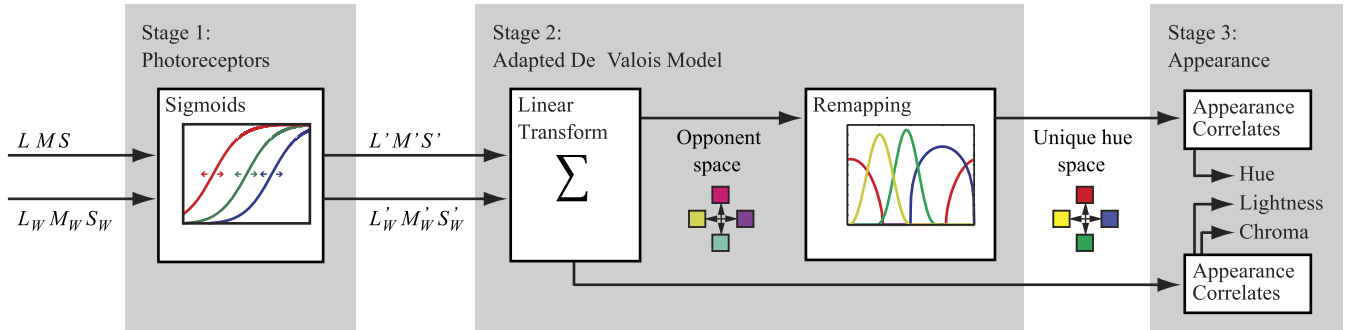 Stage 1:
Photoreceptors
Sigmoids
L M S
L_W M_W S_W
L' M' S'
L'_W M'_W S'_W
Stage 2:
Adapted De Valois Model
Linear
Transform
Σ
Opponent
space
Remapping
Unique hue
space
Stage 3:
Appearance
Appearance
Correlates
Hue
Lightness
Chroma
Appearance
Correlates